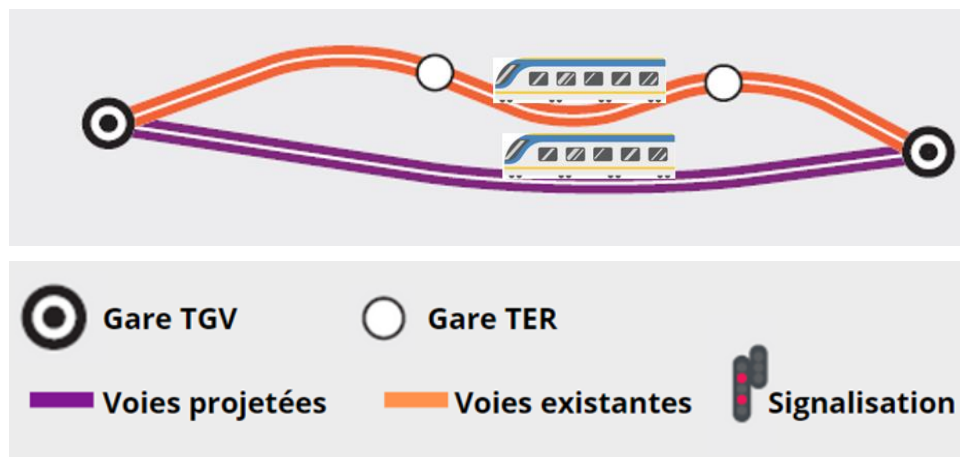 Gare TGV
Gare TER
Voies projetées
Voies existantes
Signalisation